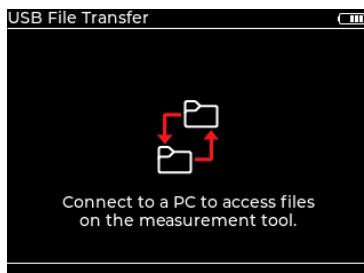 USB File Transfer
Connect to a PC to access files
on the measurement tool.